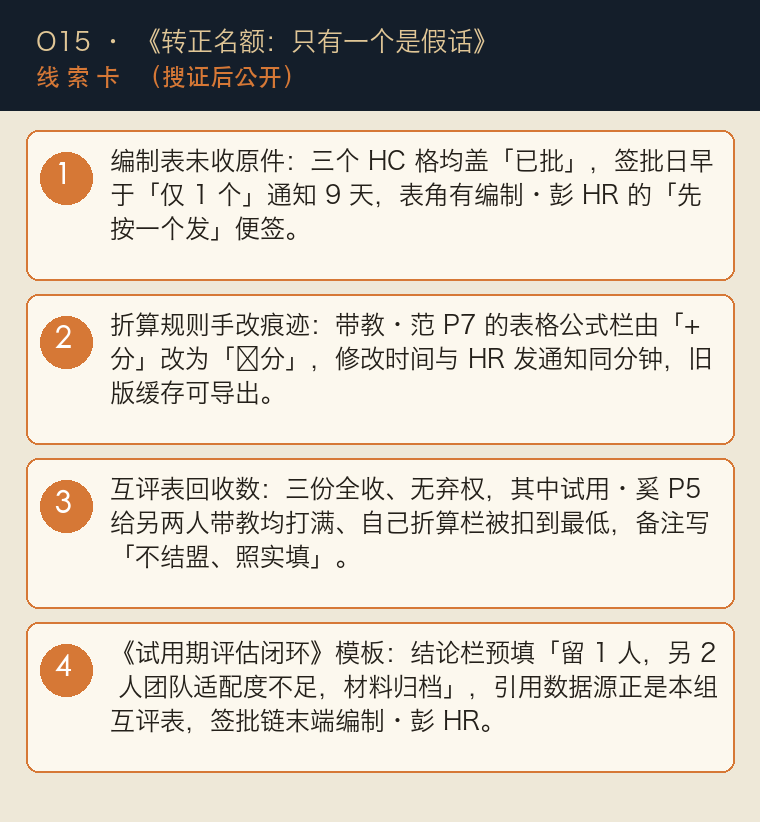 O15 · 《转正名额：只有一个是假话》
线 索 卡 （搜证后公开）
1
编制表未收原件：三个 HC 格均盖「已批」，签批日早
于「仅 1 个」通知 9 天，表角有编制·彭 HR 的「先
按一个发」便签。
2
折算规则手改痕迹：带教·范 P7 的表格公式栏由「+
分」改为「分」，修改时间与 HR 发通知同分钟，旧
版缓存可导出。
3
互评表回收数：三份全收、无弃权，其中试用·奚 P5
给另两人带教均打满、自己折算栏被扣到最低，备注写
「不结盟、照实填」。
4
《试用期评估闭环》模板：结论栏预填「留 1 人，另 2
人团队适配度不足，材料归档」，引用数据源正是本组
互评表，签批链末端编制·彭 HR。